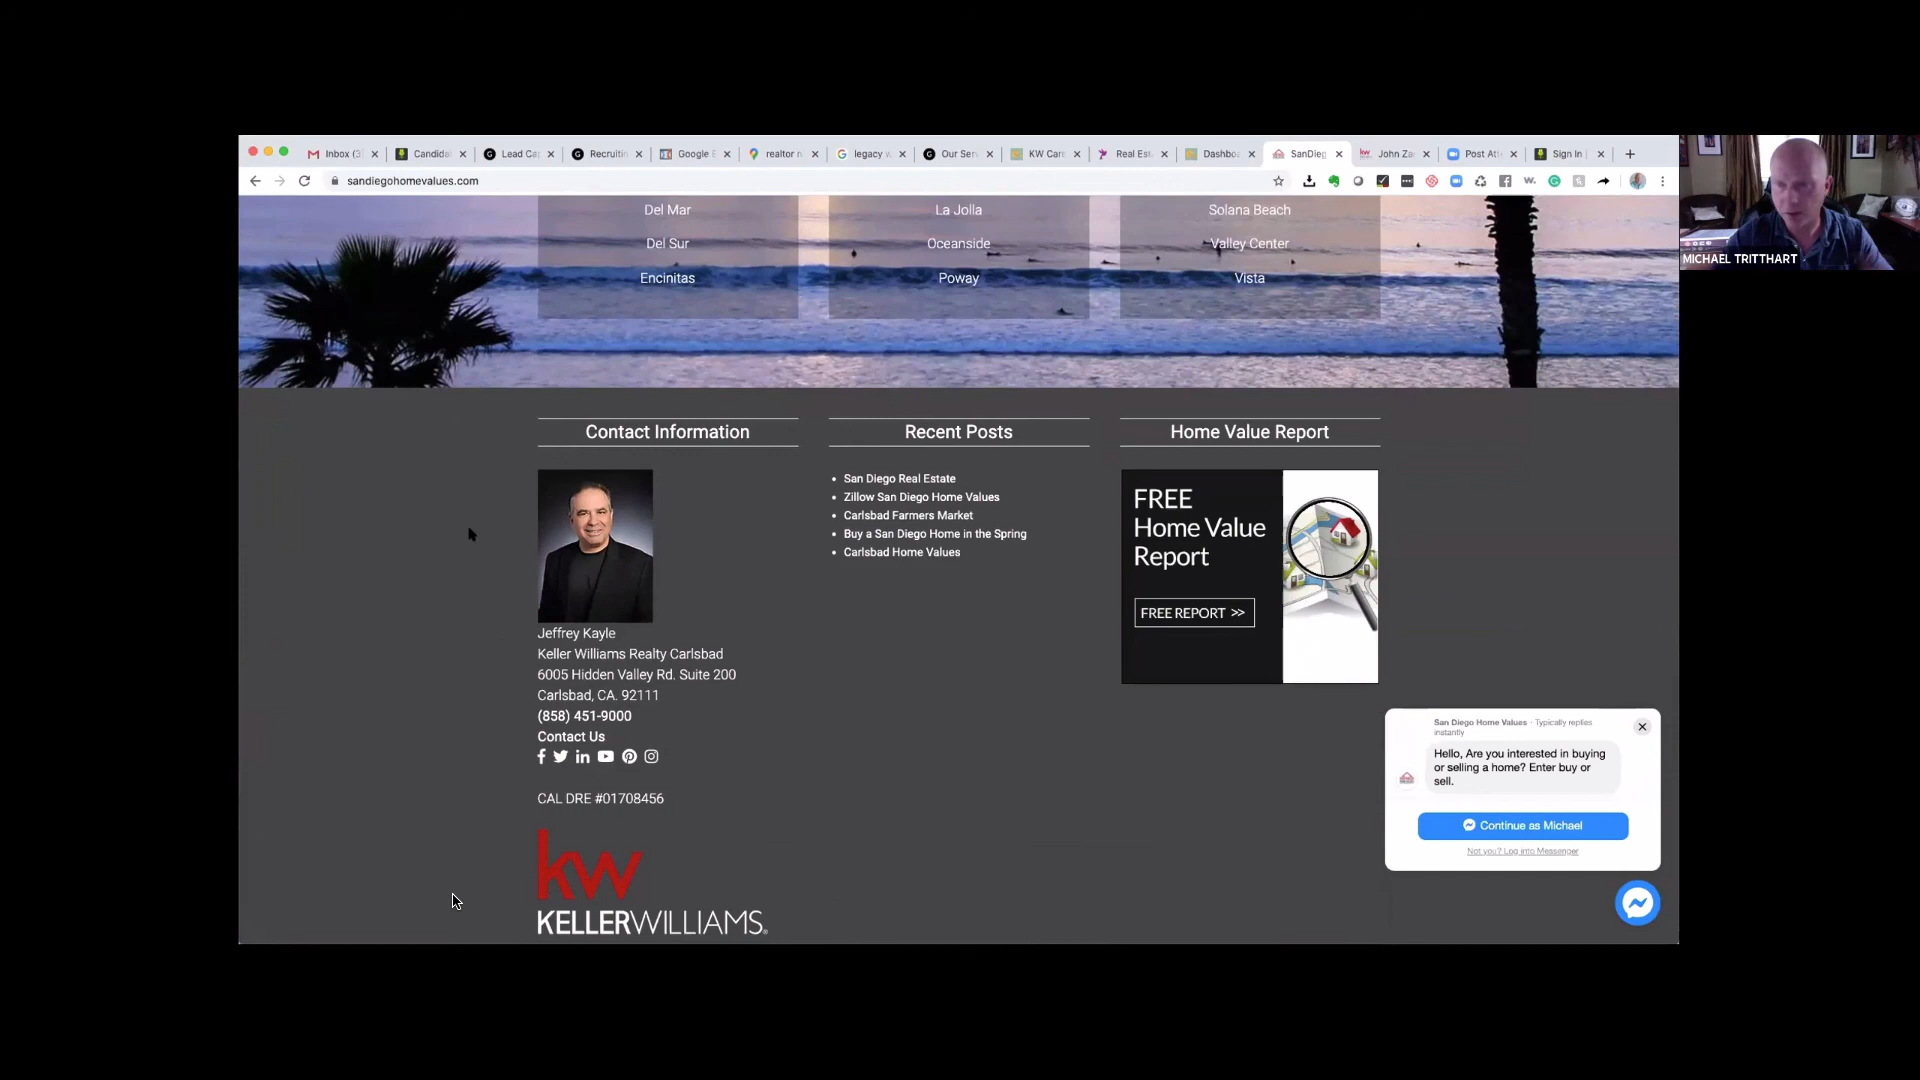 Inbox (3
Candida
Lead Ca
Recruitin
Google
realtor n
legacy w
Our Ser
KW Car
Real Est
Dashbo
SanDieg
John Za
Post Att
Sign In
sandiegohomevalues.com
Del Mar
La Jolla
Solana Beach
Del Sur
Oceanside
Valley Center
Encinitas
Poway
Vista
MICHAEL TRITTHART
Contact Information
Jeffrey Kayle
Keller Williams Realty Carlsbad
6005 Hidden Valley Rd. Suite 200
Carlsbad, CA. 92111
(858) 451-9000
Contact Us
CAL DRE #01708456
kw
KELLERWILLIAMS.
Recent Posts
San Diego Real Estate
Zillow San Diego Home Values
Carlsbad Farmers Market
Buy a San Diego Home in the Spring
Carlsbad Home Values
Home Value Report
FREE
Home Value
Report
FREE REPORT >>
San Diego Home Values - Typically replies
instantly
Hello, Are you interested in buying
or selling a home? Enter buy or
sell.
Continue as Michael
Not you? Log into Messenger